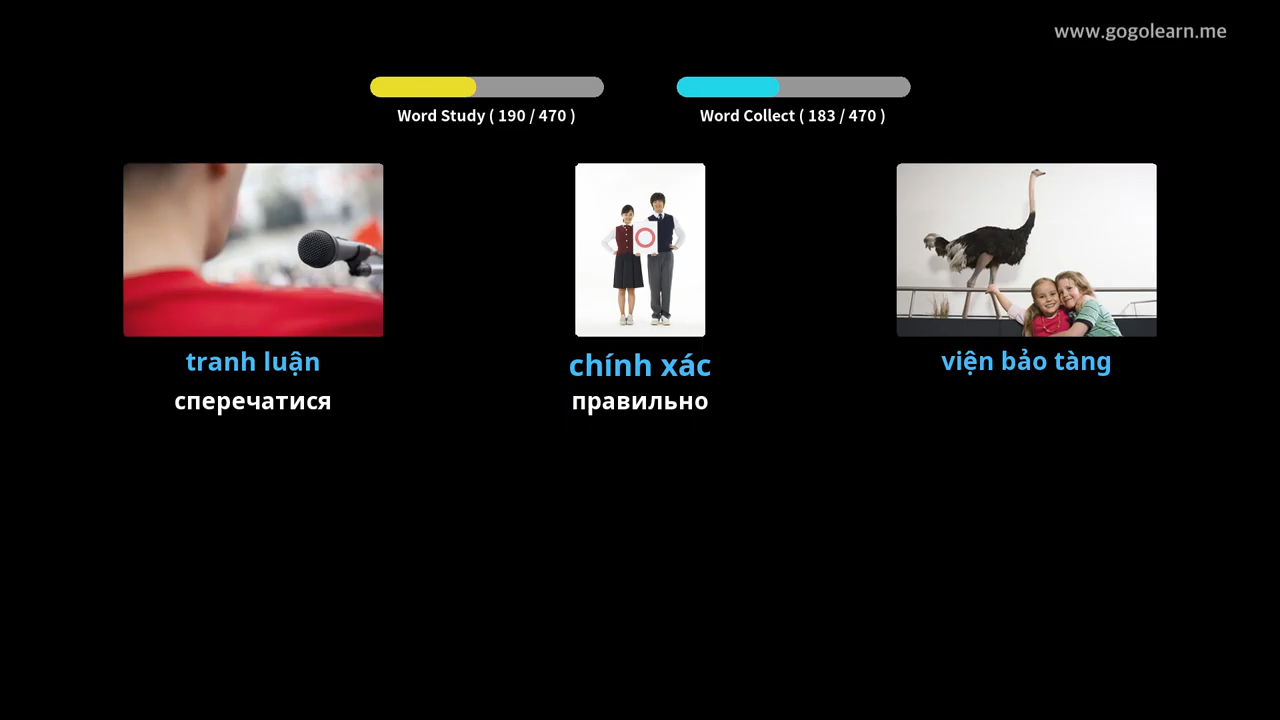 www.gogolearn.me
Word Study ( 190 / 470 )
Word Collect ( 183 / 470 )
tranh luận
chính xác
viện bảo tàng
сперечатися
правильно